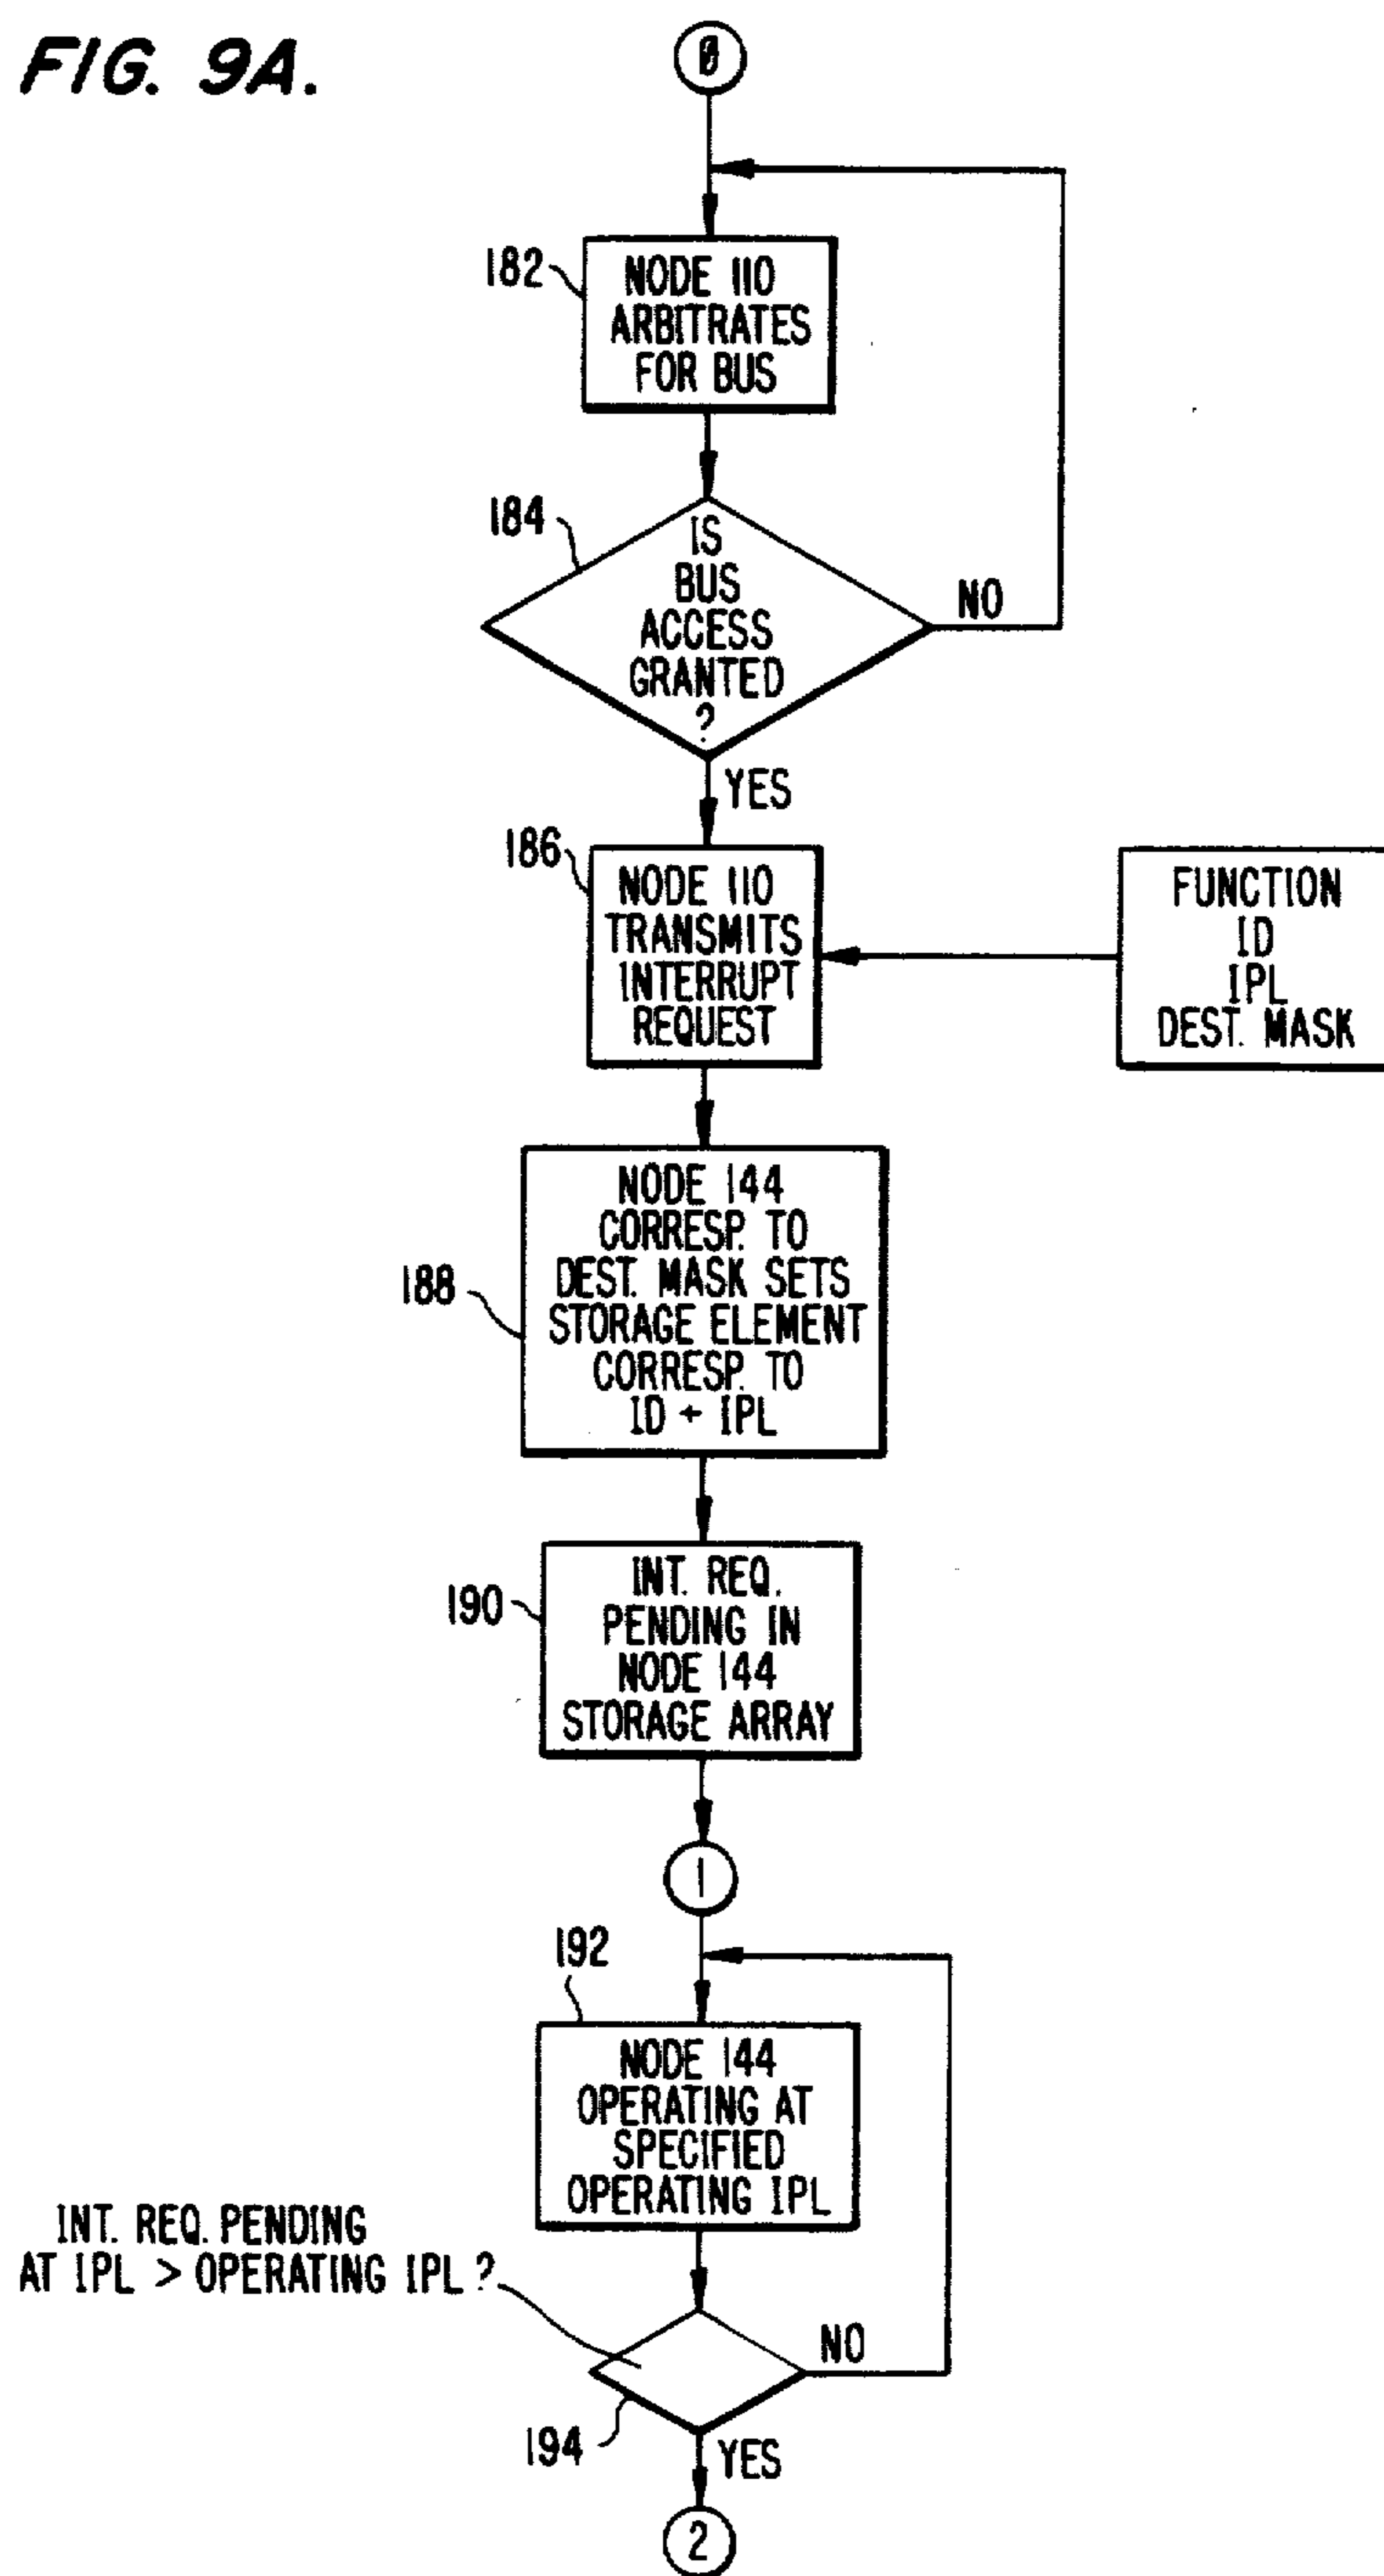 FIG. 9A.
0
182
NODE 110
ARBITRATES
FOR BUS
184
IS
BUS
ACCESS
GRANTED
?
NO
YES
186
NODE 110
TRANSMITS
INTERRUPT
REQUEST
FUNCTION
ID
IPL
DEST. MASK
188
NODE 144
CORRESP. TO
DEST. MASK SETS
STORAGE ELEMENT
CORRESP. TO
ID + IPL
190
INT. REQ.
PENDING IN
NODE 144
STORAGE ARRAY
1
192
NODE 144
OPERATING AT
SPECIFIED
OPERATING IPL
INT. REQ. PENDING
AT IPL > OPERATING IPL?
NO
194
YES
2